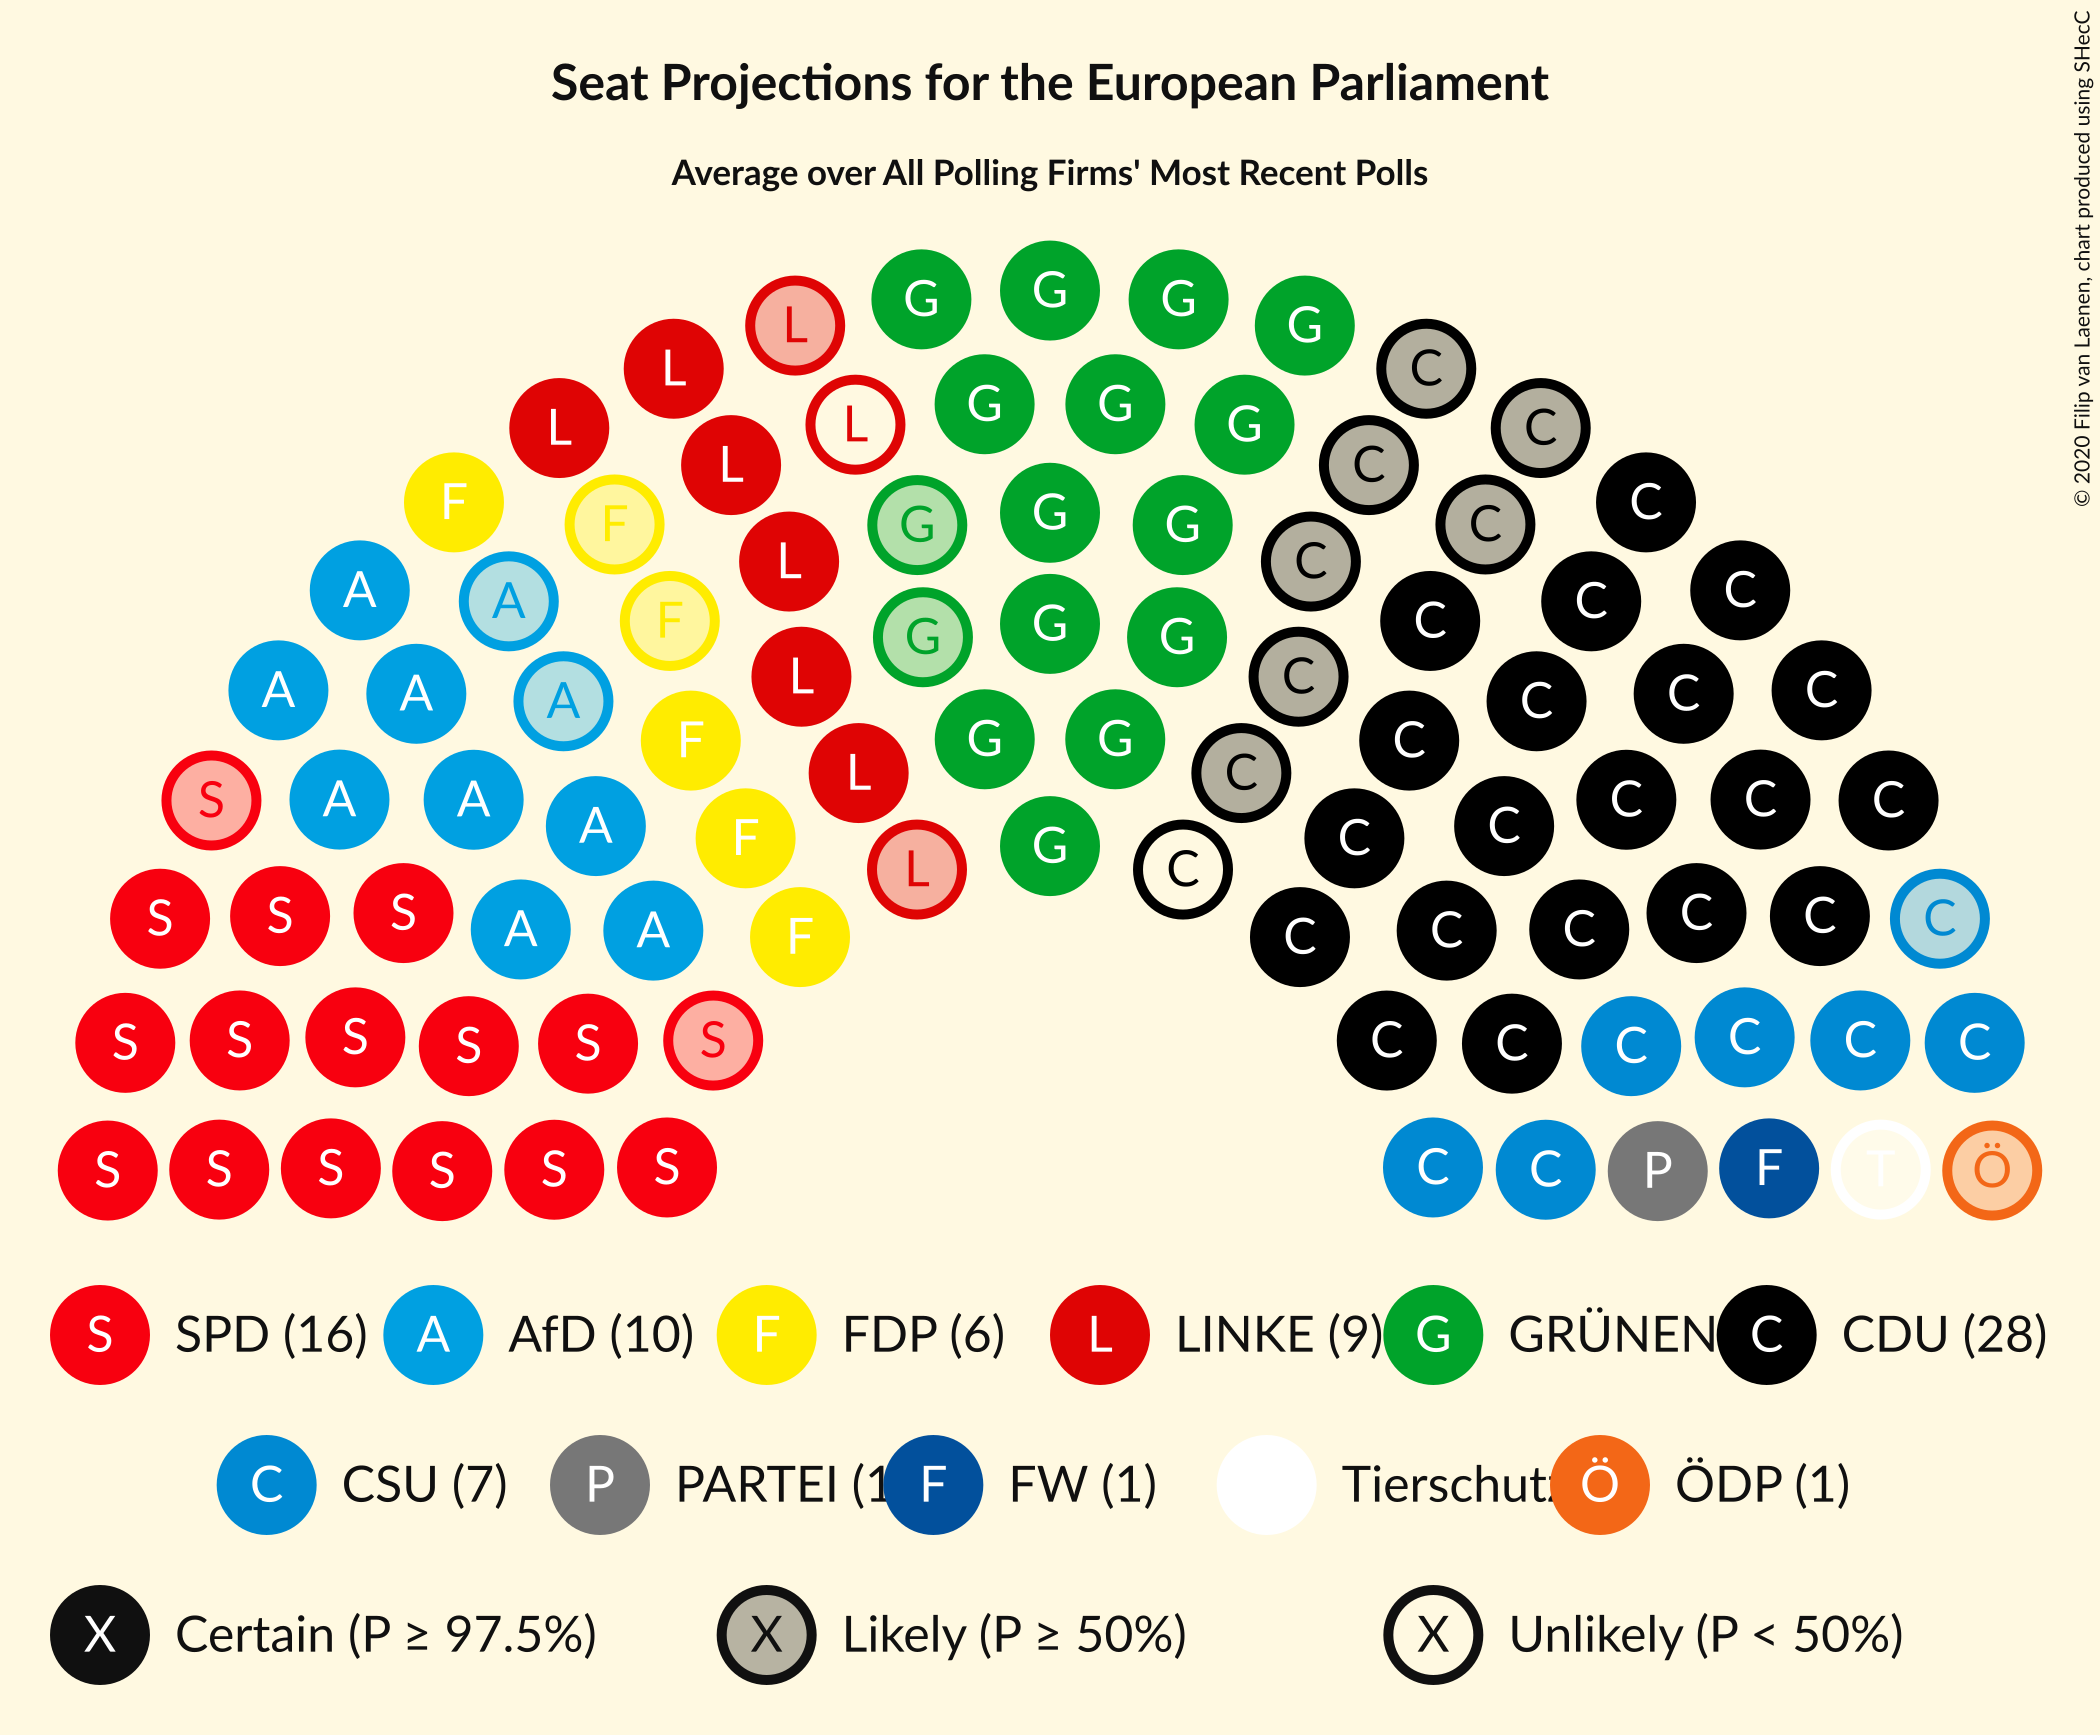 Seat Projections for the European Parliament
Average over All Polling Firms' Most Recent Polls
© 2020 Filip van Laenen, chart produced using SHecC
L G G G G C
L L G G G C C
F L L G G G C C C
A F L G G G C C C C
A A F L G G G C C C C
A A F L G G C C C C
S A A A F L G C C C C C C
S S S A A F L C C C C C C C
S S S S S S C C C C C C
S S S S S S C C P F T Ö
S SPD (16) A AfD (10) F FDP (6) L LINKE (9) G GRÜNEN C CDU (28)
C CSU (7) P PARTEI (1 F FW (1) Tierschutz Ö ÖDP (1)
X Certain (P ≥ 97.5%) X Likely (P ≥ 50%) X Unlikely (P < 50%)